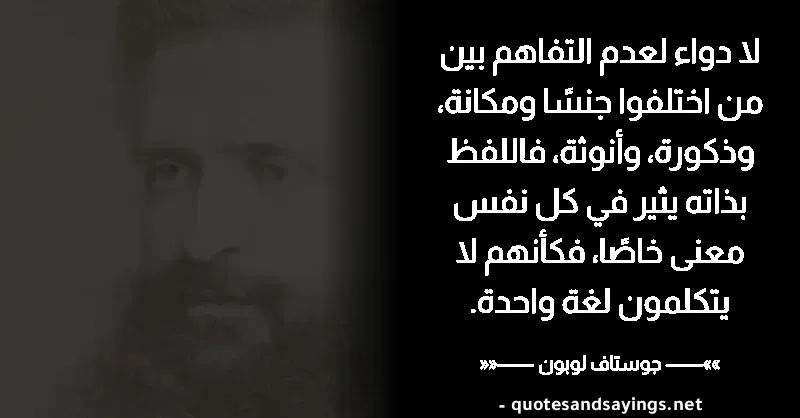 لا دواء لعدم التفاهم بين
من اختلفوا جنسًا ومكانة،
وذكورة، وأنوثة، فاللفظ
بذاته يثير في كل نفس
معنى خاصًا، فكأنهم لا
يتكلمون لغة واحدة.
»»—— جوستاف لوبون ——««
- quotesandsayings.net